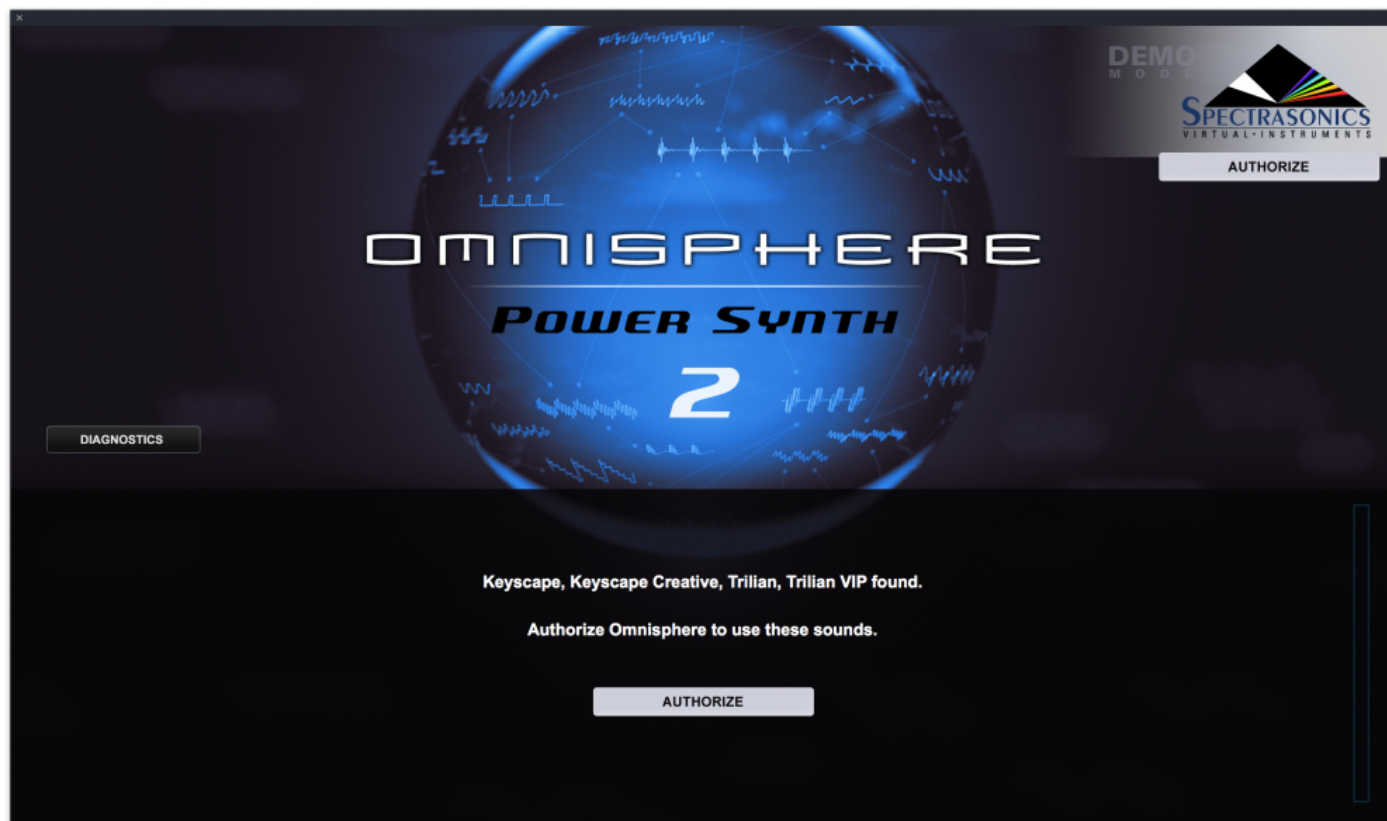 DEMO
MODE
SPECTRASONICS
VIRTUAL·INSTRUMENTS
AUTHORIZE
OMNISPHERE
POWER SYNTH
2
DIAGNOSTICS
Keyscape, Keyscape Creative, Trilian, Trilian VIP found.
Authorize Omnisphere to use these sounds.
AUTHORIZE